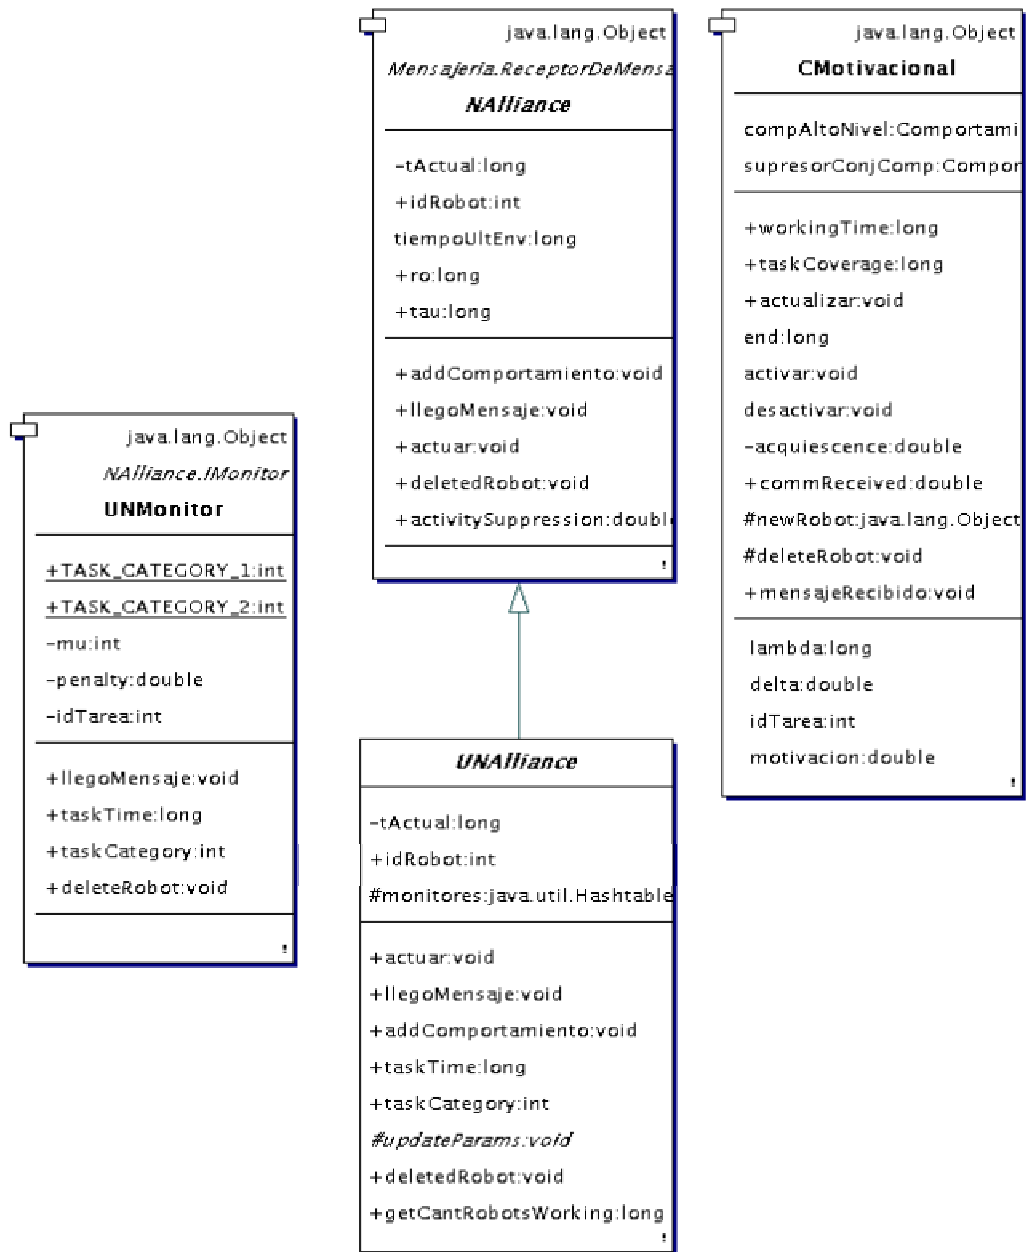 java.lang.Object
Mensajería.ReceptorDeMensa
NAlliance
-tActual:long
+idRobot:int
tiempoUltEnv:long
+ro:long
+tau:long
+addComportamiento:void
+llegoMensaje:void
+actuar:void
+deletedRobot:void
+activitySuppression:doubl
java.lang.Object
CMotivacional
compAltoNivel:Comportami
supresorConjComp:Compor
+workingTime:long
+taskCoverage:long
+actualizar:void
end:long
activar:void
desactivar:void
-acquiescence:double
+commReceived:double
#newRobot:java.lang.Object
#deleteRobot:void
+mensajeRecibido:void
lambda:long
delta:double
idTarea:int
motivacion:double
java.lang.Object
NAlliance.IMonitor
UNMonitor
+TASK_CATEGORY_1:int
+TASK_CATEGORY_2:int
-mu:int
-penalty:double
-idTarea:int
+llegoMensaje:void
+taskTime:long
+taskCategory:int
+deleteRobot:void
UNAlliance
-tActual:long
+idRobot:int
#monitores:java.util.Hashtable
+actuar:void
+llegoMensaje:void
+addComportamiento:void
+taskTime:long
+taskCategory:int
#updateParams:void
+deletedRobot:void
+getCantRobotsWorking:long